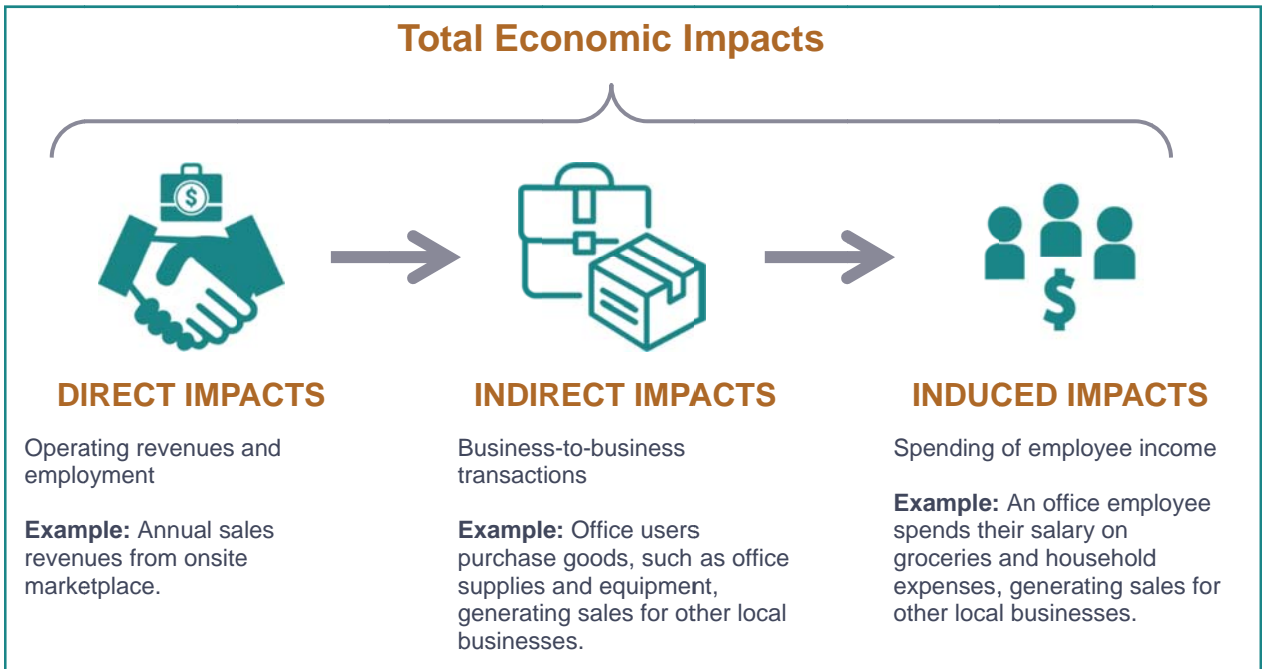 Total Economic Impacts
$
$
DIRECT IMPACTS
Operating revenues and
employment
Example: Annual sales
revenues from onsite
marketplace.
INDIRECT IMPACTS
Business-to-business
transactions
Example: Office users
purchase goods, such as office
supplies and equipment,
generating sales for other local
businesses.
INDUCED IMPACTS
Spending of employee income
Example: An office employee
spends their salary on
groceries and household
expenses, generating sales for
other local businesses.